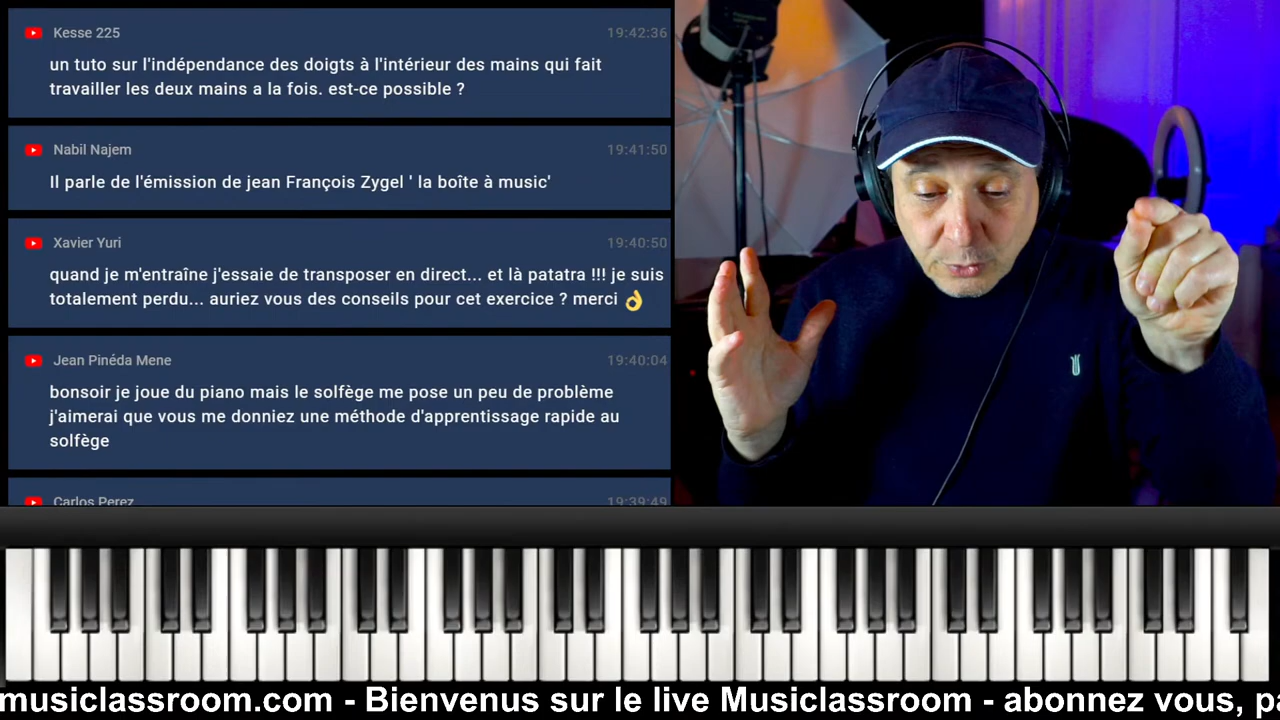 Kesse 225 19:42:36
un tuto sur l'indépendance des doigts à l'intérieur des mains qui fait
travailler les deux mains a la fois. est-ce possible ?
Nabil Najem 19:41:50
Il parle de l'émission de jean François Zygel ' la boîte à music'
Xavier Yuri 19:40:50
quand je m'entraîne j'essaie de transposer en direct... et là patatra !!! je suis
totalement perdu... auriez vous des conseils pour cet exercice ? merci 👌
Jean Pinéda Mene 19:40:04
bonsoir je joue du piano mais le solfège me pose un peu de problème
j'aimerai que vous me donniez une méthode d'apprentissage rapide au
solfège
Carlos Perez 19:39:49
musiclassroom.com - Bienvenus sur le live Musiclassroom - abonnez vous, pa